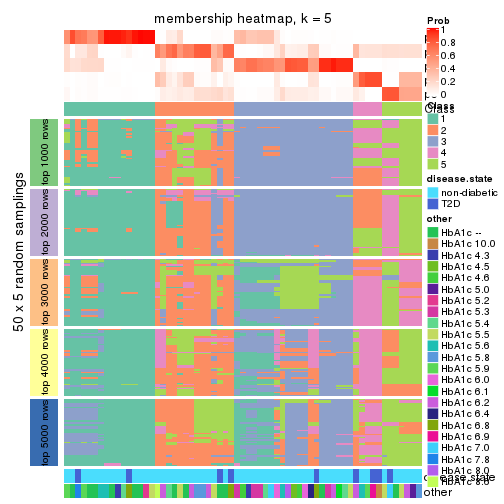 membership heatmap, k = 5
Prob
1
0.8
0.6
0.4
0.2
0
Class
Class
1
2
3
4
5
disease.state
non-diabetic
T2D
other
HbA1c --
HbA1c 10.0
HbA1c 4.3
HbA1c 4.5
HbA1c 4.6
HbA1c 5.0
HbA1c 5.2
HbA1c 5.3
HbA1c 5.4
HbA1c 5.5
HbA1c 5.6
HbA1c 5.8
HbA1c 5.9
HbA1c 6.0
HbA1c 6.1
HbA1c 6.2
HbA1c 6.4
HbA1c 6.8
HbA1c 6.9
HbA1c 7.0
HbA1c 7.8
HbA1c 8.0
HbA1c 8.6
other
50 x 5 random samplings
top 1000 rows
top 2000 rows
top 3000 rows
top 4000 rows
top 5000 rows